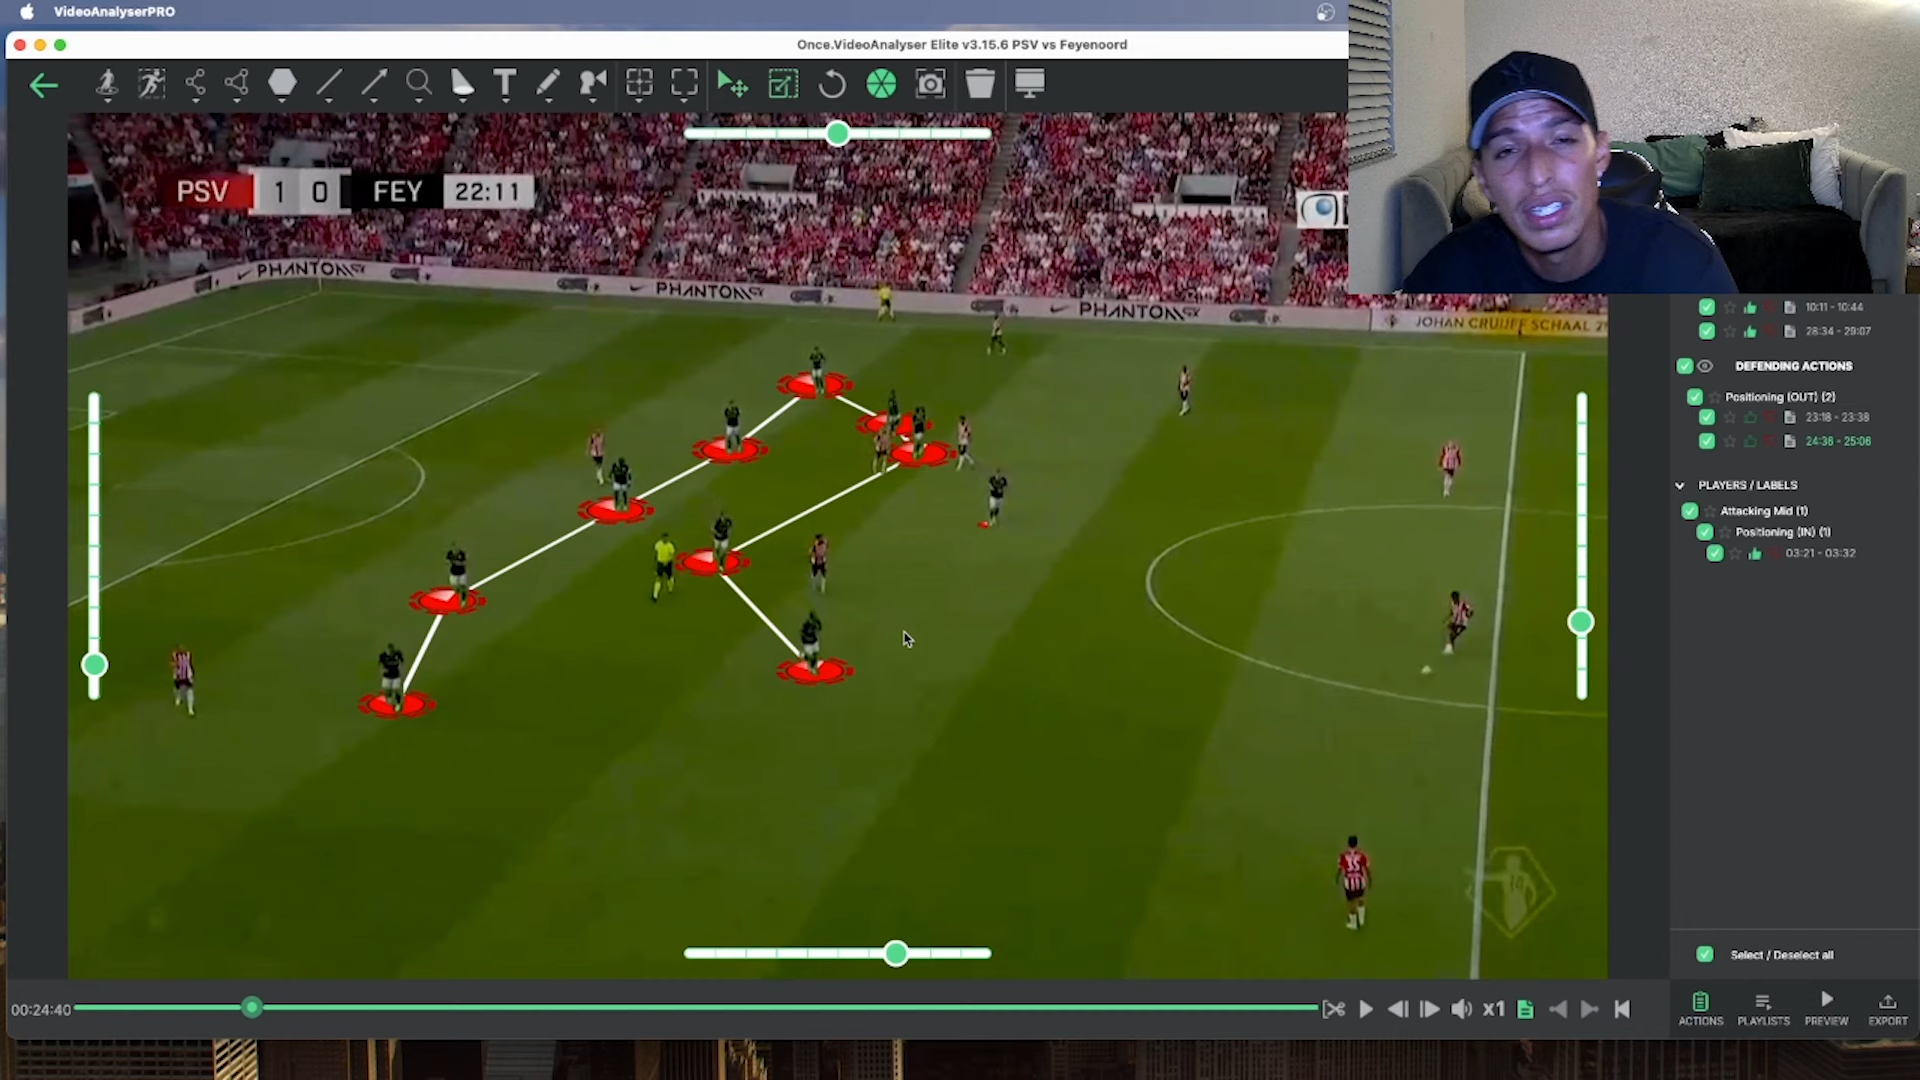 VideoAnalyserPRO
Once.VideoAnalyser Elite v3.15.6 PSV vs Feyenoord
T
PSV 1 0 FEY 22:11
PHANTOM
PHANTOM
PHANTOM
JOHAN CRUIJFF SCHAAL
10:11 - 10:44
28:34 - 29:07
DEFENDING ACTIONS
Positioning (OUT) (2)
23:18 - 23:38
24:36 - 25:06
PLAYERS / LABELS
Attacking Mid (1)
Positioning (IN) (1)
03:21 - 03:32
35
Select / Deselect all
00:24:40
x1
ACTIONS PLAYLISTS PREVIEW EXPORT